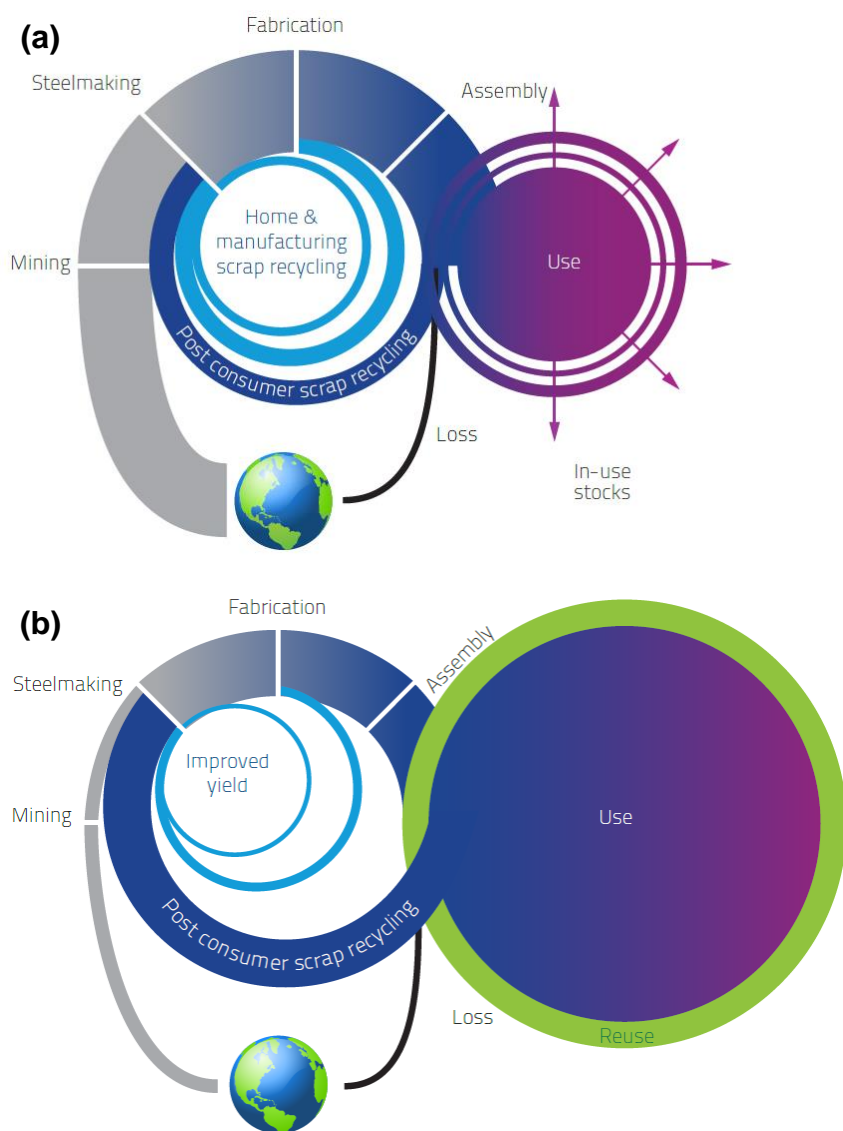 (a)
Fabrication
Steelmaking
Assembly
Mining
Home &
manufacturing
scrap recycling
Use
Post consumer scrap recycling
Loss
In-use
stocks
(b)
Fabrication
Steelmaking
Assembly
Improved
yield
Mining
Use
Post consumer scrap recycling
Loss
Reuse